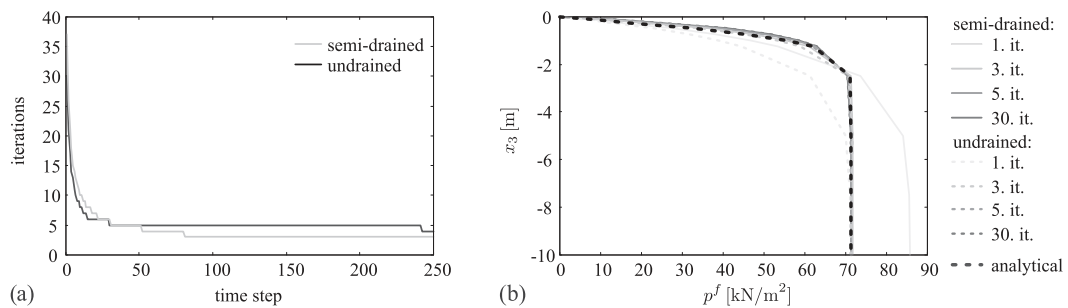 40
35
30
25
20
15
10
5
0
iterations
semi-drained
undrained
0 50 100 150 200 250
time step
(a)
0
-2
-4
-6
-8
-10
x₃ [m]
0 10 20 30 40 50 60 70 80 90
pᶠ [kN/m²]
(b)
semi-drained:
1. it.
3. it.
5. it.
30. it.
undrained:
1. it.
3. it.
5. it.
30. it.
analytical